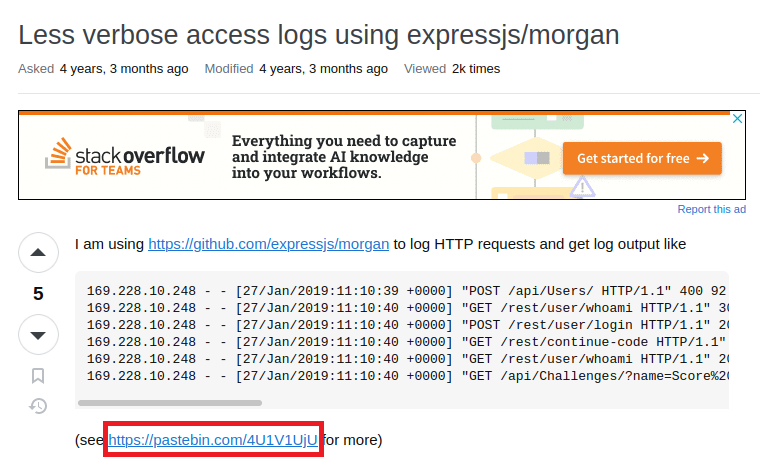 Less verbose access logs using expressjs/morgan
Asked 4 years, 3 months ago Modified 4 years, 3 months ago Viewed 2k times
stackoverflow
FOR TEAMS
Everything you need to capture
and integrate AI knowledge
into your workflows.
Get started for free →
Report this ad
I am using https://github.com/expressjs/morgan to log HTTP requests and get log output like
5
169.228.10.248 - - [27/Jan/2019:11:10:39 +0000] "POST /api/Users/ HTTP/1.1" 400 92
169.228.10.248 - - [27/Jan/2019:11:10:40 +0000] "GET /rest/user/whoami HTTP/1.1" 30
169.228.10.248 - - [27/Jan/2019:11:10:40 +0000] "POST /rest/user/login HTTP/1.1" 20
169.228.10.248 - - [27/Jan/2019:11:10:40 +0000] "GET /rest/continue-code HTTP/1.1"
169.228.10.248 - - [27/Jan/2019:11:10:40 +0000] "GET /rest/user/whoami HTTP/1.1" 20
169.228.10.248 - - [27/Jan/2019:11:10:40 +0000] "GET /api/Challenges/?name=Score%20
(see https://pastebin.com/4U1V1UjU for more)